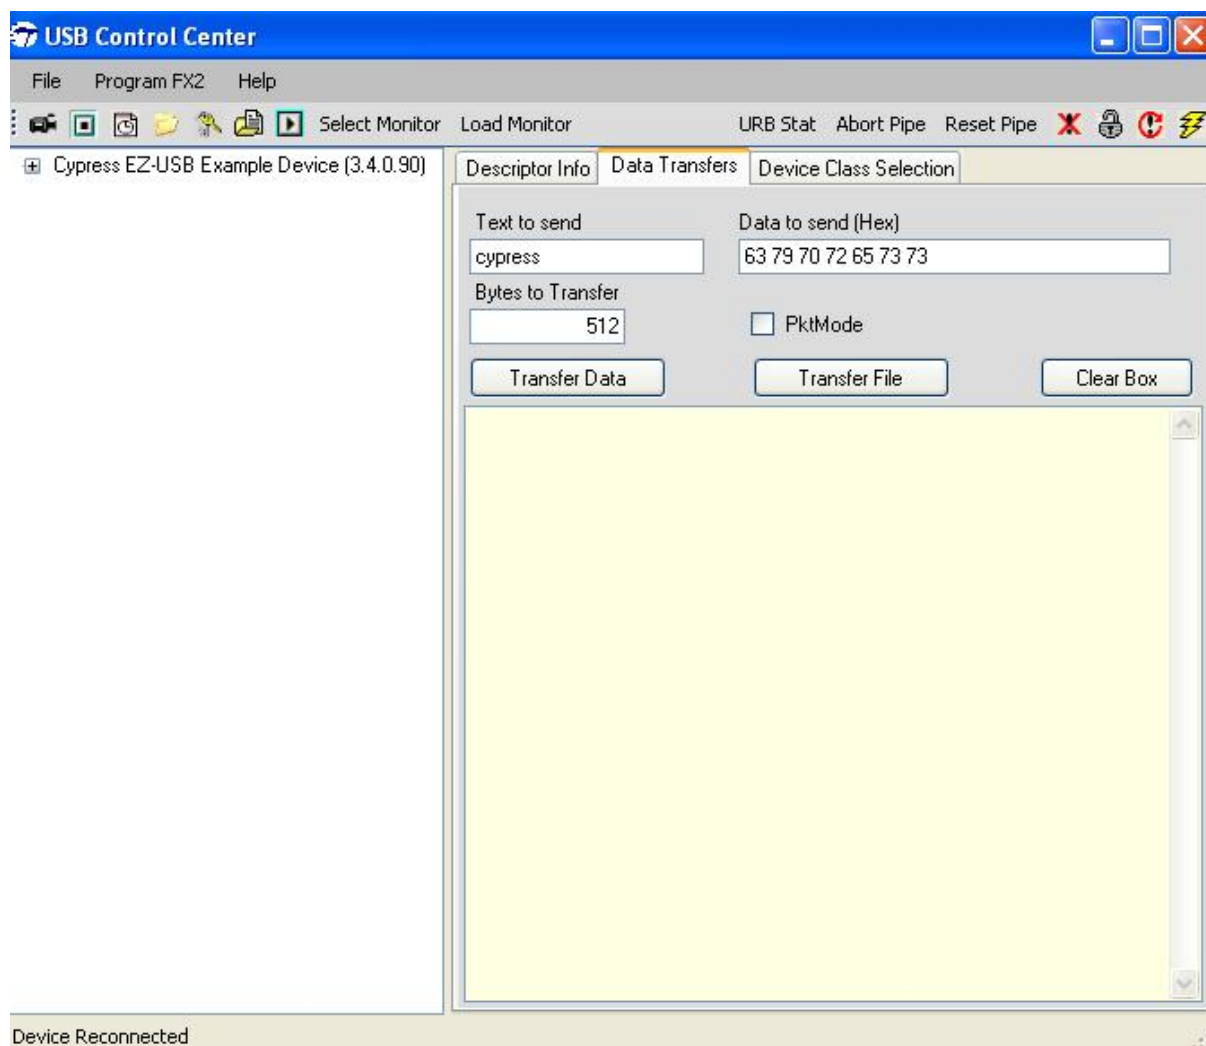 USB Control Center
File Program FX2 Help
Select Monitor Load Monitor URB Stat Abort Pipe Reset Pipe
Cypress EZ-USB Example Device (3.4.0.90)
Descriptor Info Data Transfers Device Class Selection
Text to send Data to send (Hex)
cypress 63 79 70 72 65 73 73
Bytes to Transfer
512 PktMode
Transfer Data Transfer File Clear Box
Device Reconnected